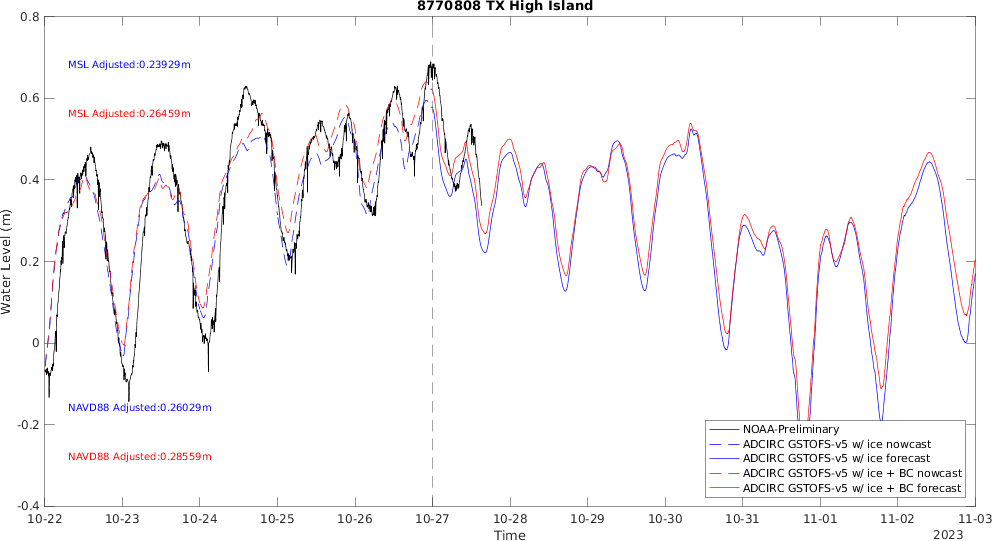 8770808 TX High Island
Water Level (m)
0.8
0.6
0.4
0.2
0
-0.2
-0.4
MSL Adjusted:0.23929m
MSL Adjusted:0.26459m
NAVD88 Adjusted:0.26029m
NAVD88 Adjusted:0.28559m
NOAA-Preliminary
ADCIRC GSTOFS-v5 w/ ice nowcast
ADCIRC GSTOFS-v5 w/ ice forecast
ADCIRC GSTOFS-v5 w/ ice + BC nowcast
ADCIRC GSTOFS-v5 w/ ice + BC forecast
10-22 10-23 10-24 10-25 10-26 10-27 10-28 10-29 10-30 10-31 11-01 11-02 11-03
Time
2023